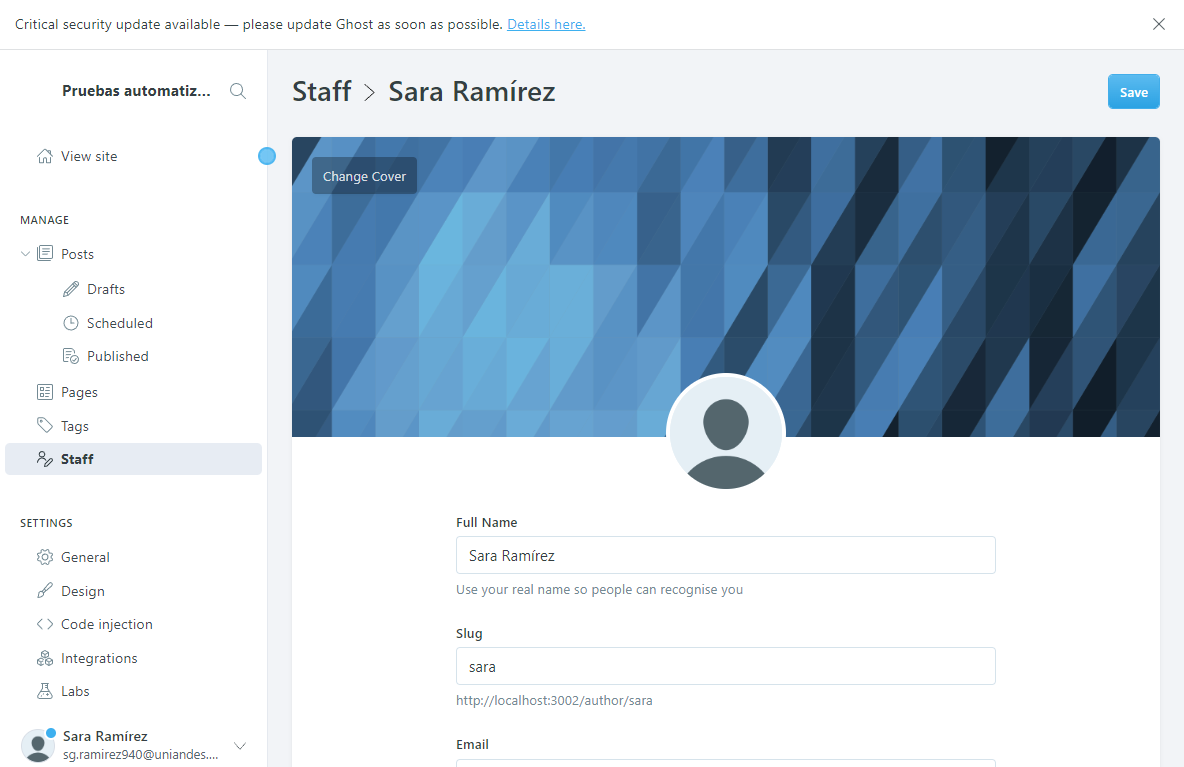 Critical security update available — please update Ghost as soon as possible. Details here.
Pruebas automatiz...
View site
MANAGE
Posts
Drafts
Scheduled
Published
Pages
Tags
Staff
SETTINGS
General
Design
Code injection
Integrations
Labs
Sara Ramírez
sg.ramirez940@uniandes....
Staff > Sara Ramírez
Save
Change Cover
Full Name
Sara Ramírez
Use your real name so people can recognise you
Slug
sara
http://localhost:3002/author/sara
Email